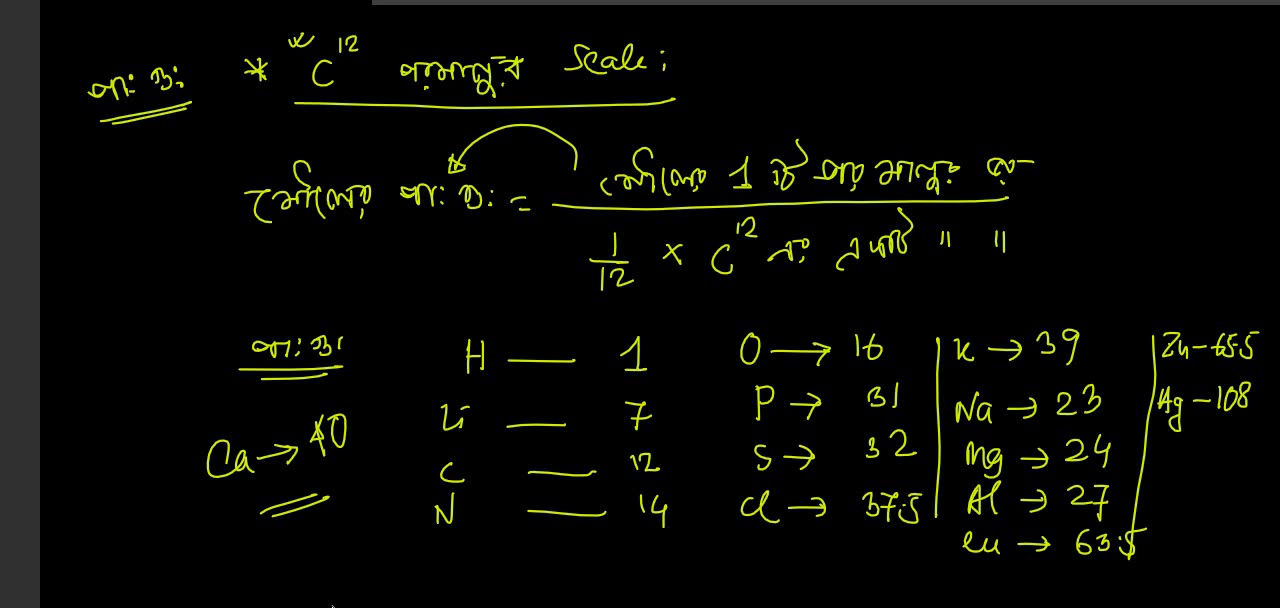 পাঃ ভঃ * C¹² পরমানুর Scale:
মৌলের পাঃ ভঃ = মৌলের 1 টি পরমানুর ভর
1/12 × C¹² এর একটি " "
পাঃ ভঃ H — 1 O → 16 K → 39 Zn - 65.5
Li — 7 P → 31 Na → 23 Ag - 108
Ca → 40 C — 12 S → 32 Mg → 24
N — 14 Cl → 37.5 Al → 27
Cu → 63.5